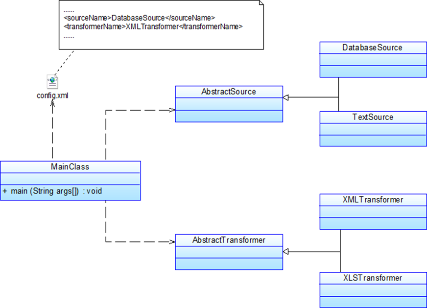 ......
<sourceName>DatabaseSource</sourceName>
<transformerName>XMLTransformer</transformerName>
......
config.xml
DatabaseSource
AbstractSource
TextSource
MainClass
+ main (String args[]) : void
XMLTransformer
AbstractTransformer
XLSTransformer